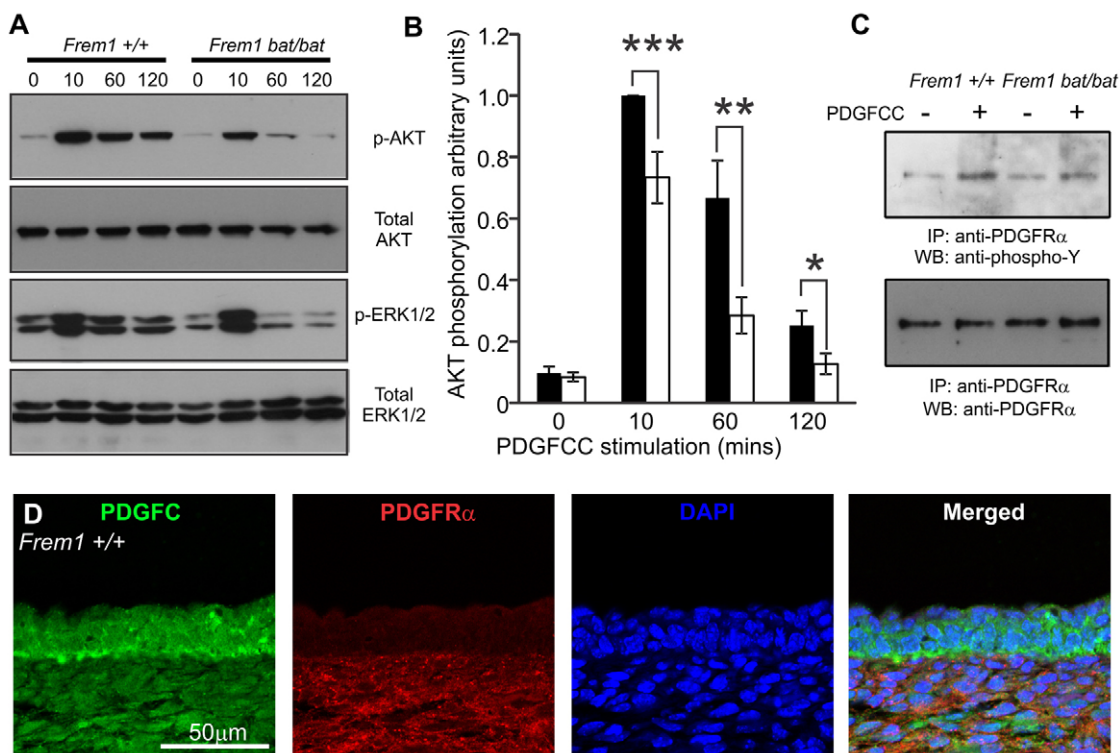 A
Frem1 +/+ Frem1 bat/bat
0 10 60 120 0 10 60 120
p-AKT
Total
AKT
p-ERK1/2
Total
ERK1/2
B
AKT phosphorylation arbitrary units)
1.2
1.0
0.8
0.6
0.4
0.2
0
***
**
*
0 10 60 120
PDGFCC stimulation (mins)
C
Frem1 +/+ Frem1 bat/bat
PDGFCC - + - +
IP: anti-PDGFRα
WB: anti-phospho-Y
IP: anti-PDGFRα
WB: anti-PDGFRα
D PDGFC PDGFRα DAPI Merged
Frem1 +/+
50μm